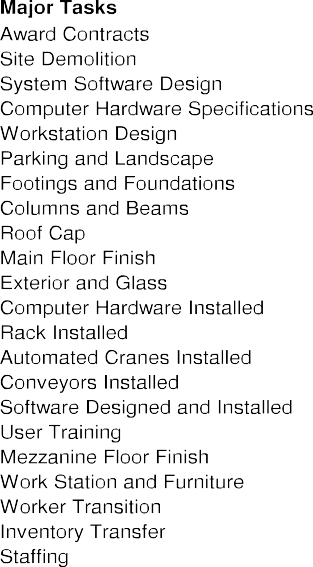 Major Tasks
Award Contracts
Site Demolition
System Software Design
Computer Hardware Specifications
Workstation Design
Parking and Landscape
Footings and Foundations
Columns and Beams
Roof Cap
Main Floor Finish
Exterior and Glass
Computer Hardware Installed
Rack Installed
Automated Cranes Installed
Conveyors Installed
Software Designed and Installed
User Training
Mezzanine Floor Finish
Work Station and Furniture
Worker Transition
Inventory Transfer
Staffing